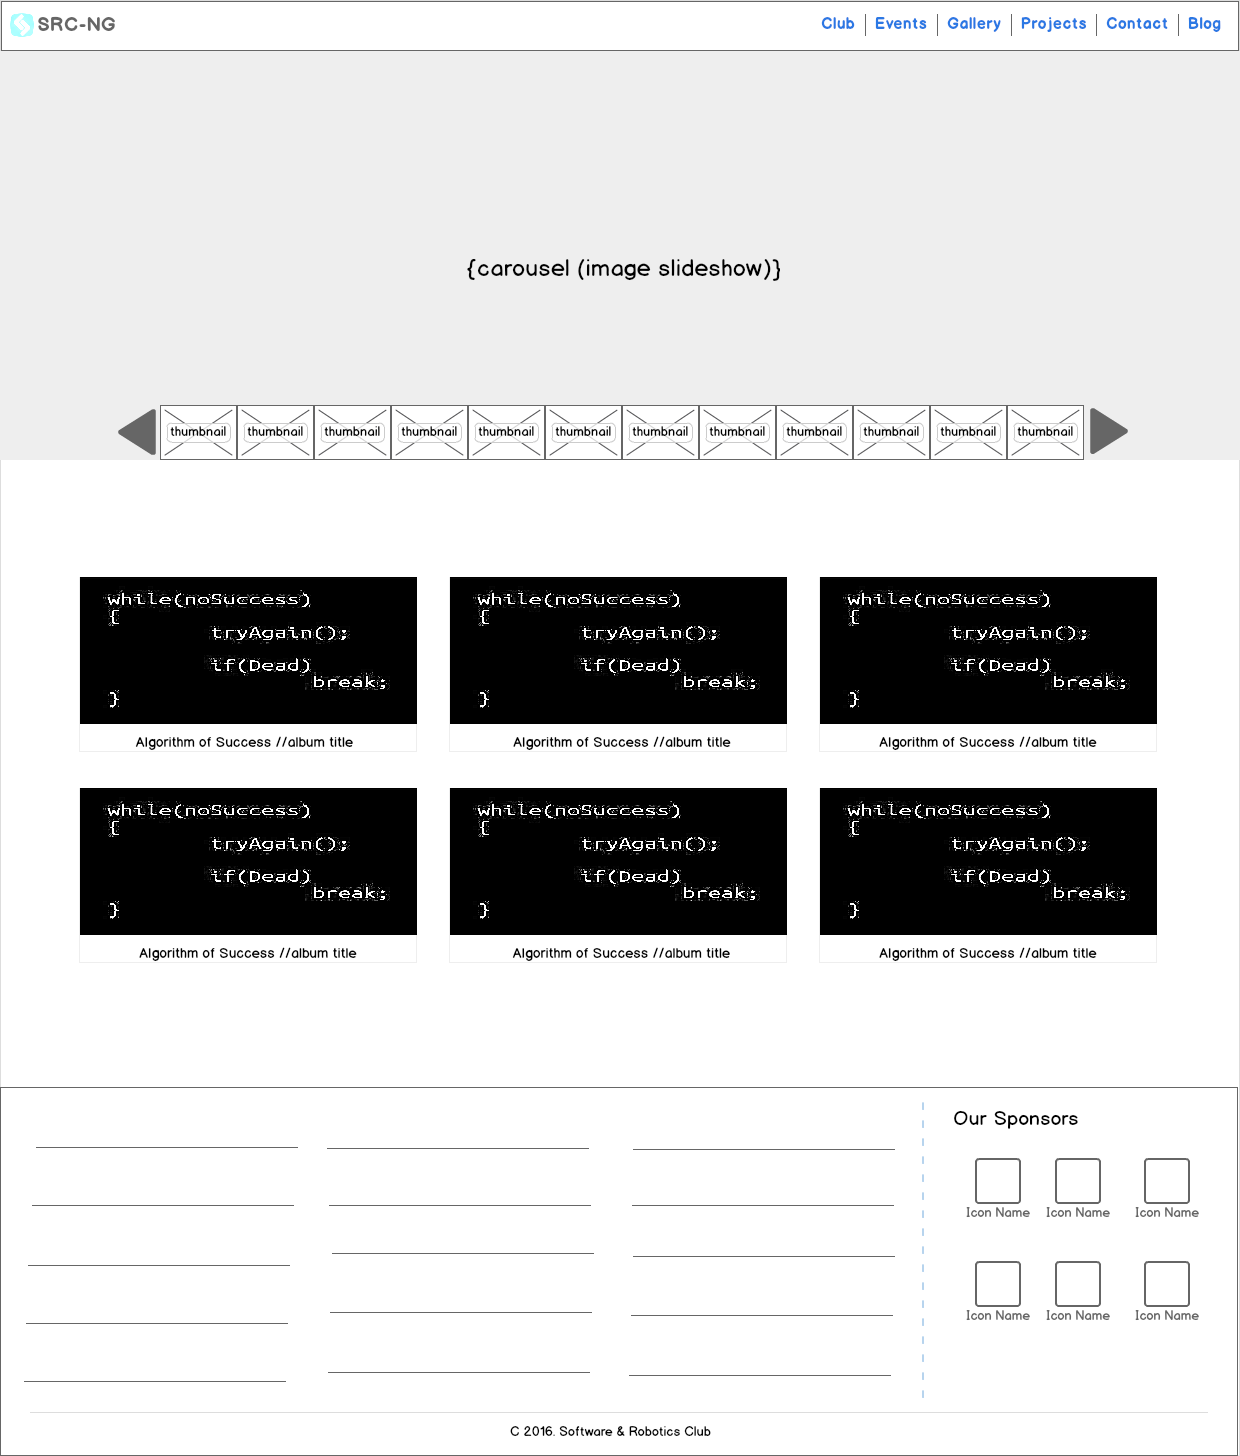 SRC-NG
Club Events Gallery Projects Contact Blog
{carousel (image slideshow)}
thumbnail thumbnail thumbnail thumbnail thumbnail thumbnail thumbnail thumbnail thumbnail thumbnail thumbnail thumbnail
while(noSuccess)
{
tryAgain();
if(Dead)
break;
}
Algorithm of Success //album title
while(noSuccess)
{
tryAgain();
if(Dead)
break;
}
Algorithm of Success //album title
while(noSuccess)
{
tryAgain();
if(Dead)
break;
}
Algorithm of Success //album title
while(noSuccess)
{
tryAgain();
if(Dead)
break;
}
Algorithm of Success //album title
while(noSuccess)
{
tryAgain();
if(Dead)
break;
}
Algorithm of Success //album title
while(noSuccess)
{
tryAgain();
if(Dead)
break;
}
Algorithm of Success //album title
Our Sponsors
Icon Name Icon Name Icon Name
Icon Name Icon Name Icon Name
C 2016. Software & Robotics Club